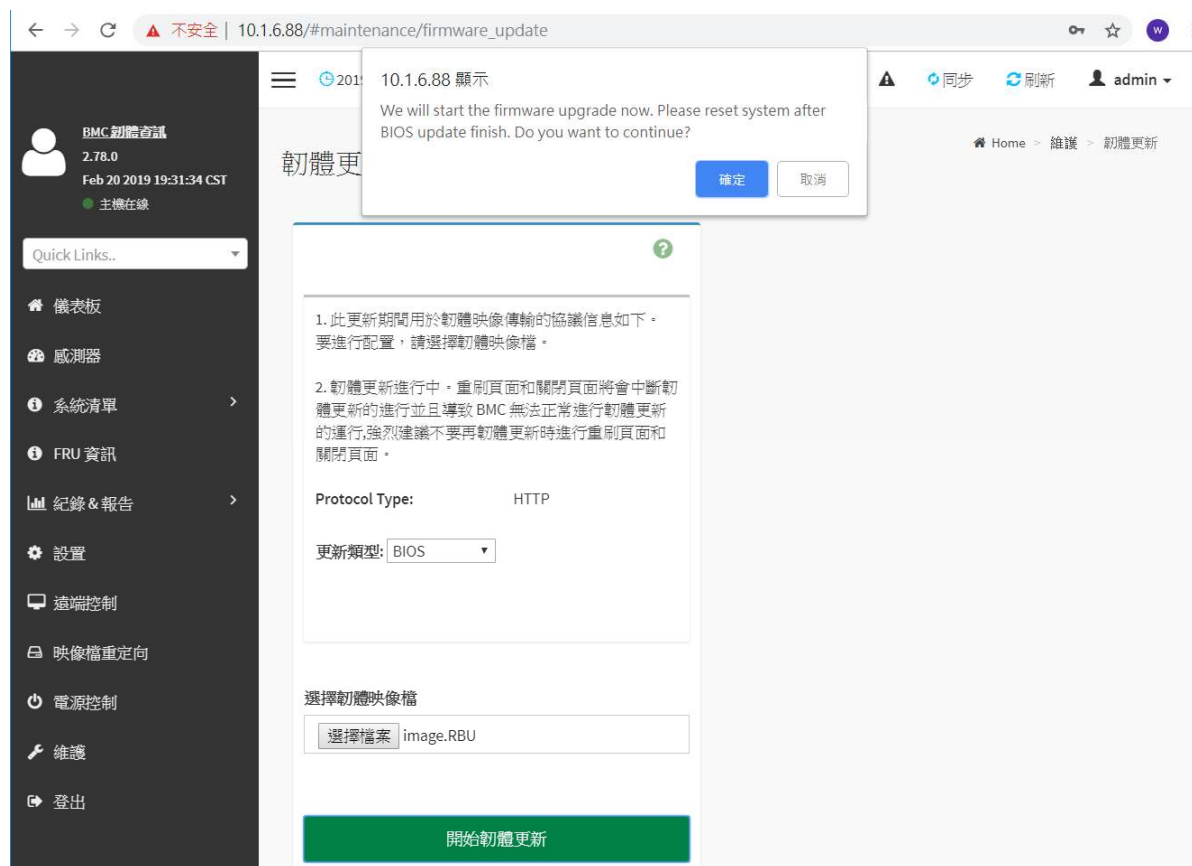 不安全 | 10.1.6.88/#maintenance/firmware_update
W
10.1.6.88 顯示
We will start the firmware upgrade now. Please reset system after
BIOS update finish. Do you want to continue?
確定
取消
201
同步
刷新
admin
BMC 韌體資訊
2.78.0
Feb 20 2019 19:31:34 CST
主機在線
Quick Links..
儀表板
感測器
系統清單
FRU 資訊
紀錄 & 報告
設置
遠端控制
映像檔重定向
電源控制
維護
登出
韌體更
Home > 維護 > 韌體更新
1. 此更新期間用於韌體映像傳輸的協議信息如下。
要進行配置，請選擇韌體映像檔。
2. 韌體更新進行中。重刷頁面和關閉頁面將會中斷韌
體更新的進行並且導致 BMC 無法正常進行韌體更新
的運行,強烈建議不要再韌體更新時進行重刷頁面和
關閉頁面。
Protocol Type: HTTP
更新類型: BIOS
選擇韌體映像檔
選擇檔案 image.RBU
開始韌體更新